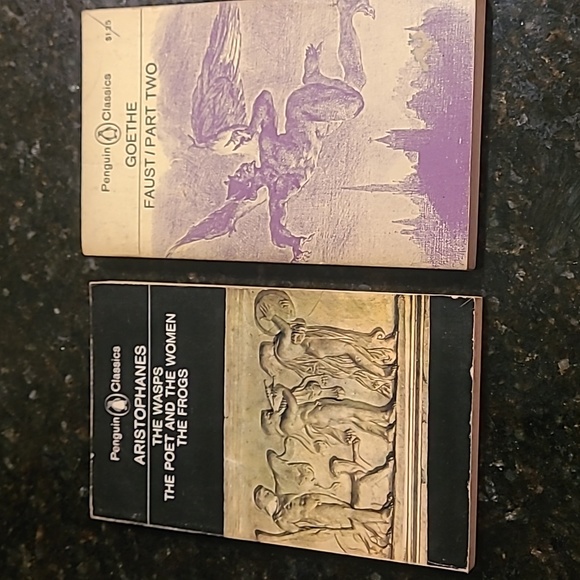 $1.25
Penguin Classics
GOETHE
FAUST/PART TWO
Penguin Classics
ARISTOPHANES
THE WASPS
THE POET AND THE WOMEN
THE FROGS